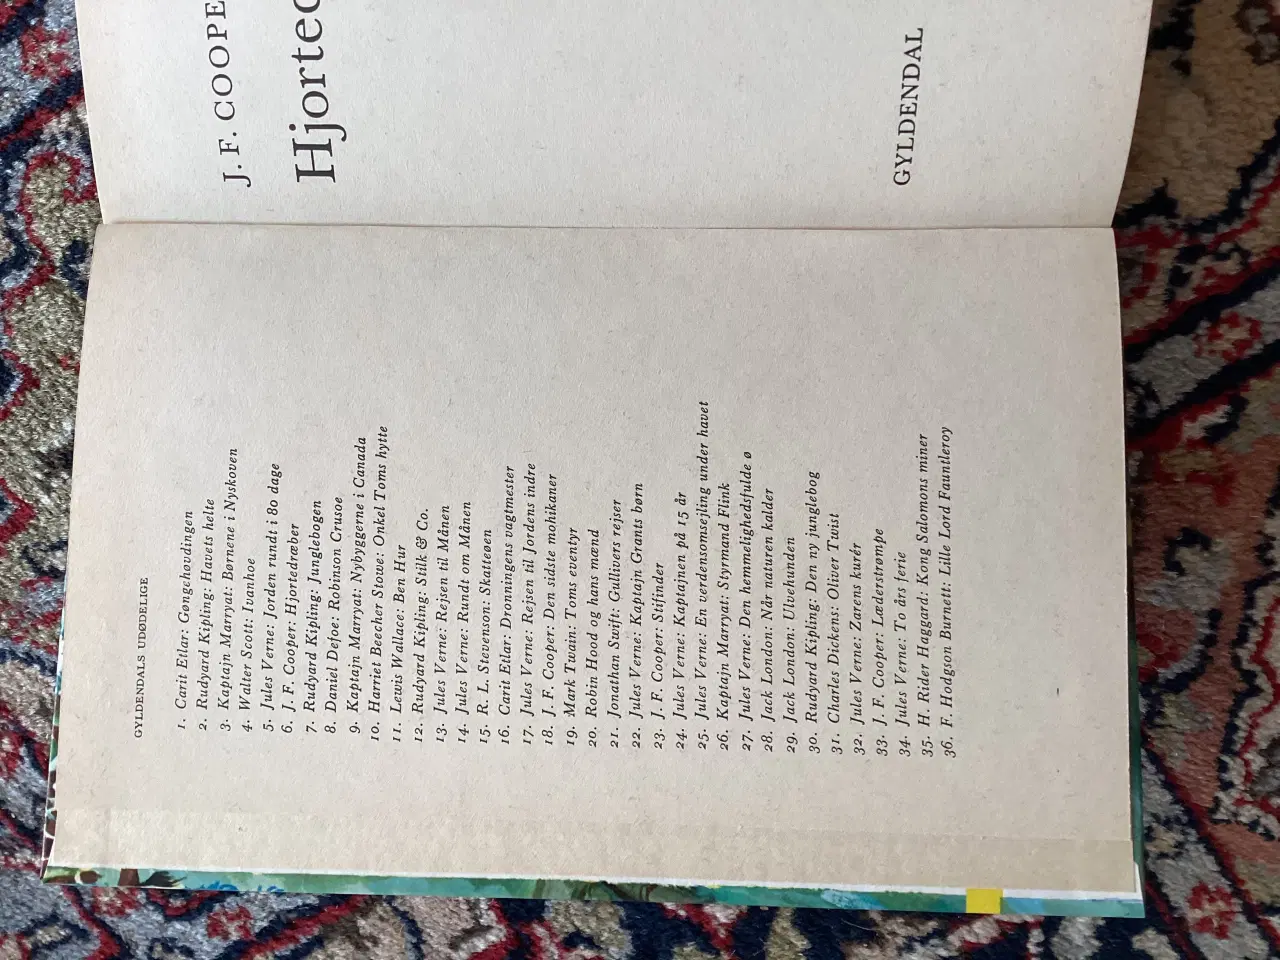 GYLDENDALS UDØDELIGE
1. Carit Etlar: Gøngehøvdingen
2. Rudyard Kipling: Havets helte
3. Kaptajn Marryat: Børnene i Nyskoven
4. Walter Scott: Ivanhoe
5. Jules Verne: Jorden rundt i 80 dage
6. J. F. Cooper: Hjortedræber
7. Rudyard Kipling: Junglebogen
8. Daniel Defoe: Robinson Crusoe
9. Kaptajn Marryat: Nybyggerne i Canada
10. Harriet Beecher Stowe: Onkel Toms hytte
11. Lewis Wallace: Ben Hur
12. Rudyard Kipling: Stilk & Co.
13. Jules Verne: Rejsen til Månen
14. Jules Verne: Rundt om Månen
15. R. L. Stevenson: Skatteøen
16. Carit Etlar: Dronningens vagtmester
17. Jules Verne: Rejsen til Jordens indre
18. J. F. Cooper: Den sidste mohikaner
19. Mark Twain: Toms eventyr
20. Robin Hood og hans mænd
21. Jonathan Swift: Gullivers rejser
22. Jules Verne: Kaptajn Grants børn
23. J. F. Cooper: Stifinder
24. Jules Verne: Kaptajnen på 15 år
25. Jules Verne: En verdensomsejling under havet
26. Kaptajn Marryat: Styrmand Flink
27. Jules Verne: Den hemmelighedsfulde ø
28. Jack London: Når naturen kalder
29. Jack London: Ulvehunden
30. Rudyard Kipling: Den ny junglebog
31. Charles Dickens: Oliver Twist
32. Jules Verne: Zarens kurér
33. J. F. Cooper: Læderstrømpe
34. Jules Verne: To års ferie
35. H. Rider Haggard: Kong Salomons miner
36. F. Hodgson Burnett: Lille Lord Fauntleroy
J. F. COOPE
Hjorte
GYLDENDAL